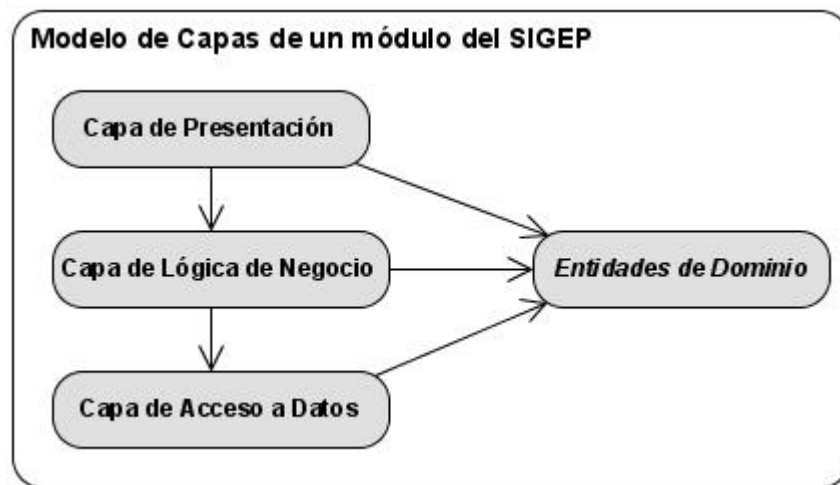 Modelo de Capas de un módulo del SIGEP
Capa de Presentación
Capa de Lógica de Negocio
Entidades de Dominio
Capa de Acceso a Datos